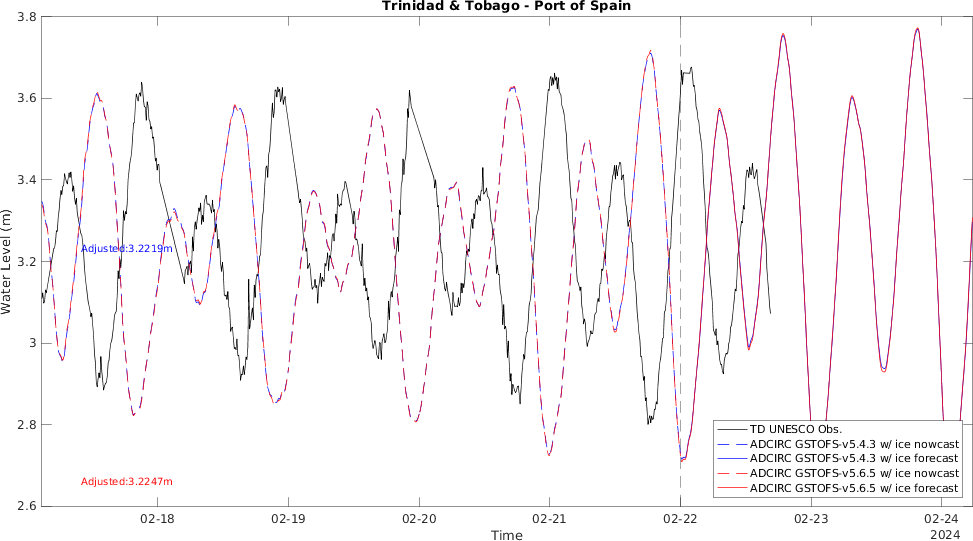 Trinidad & Tobago - Port of Spain
3.8
3.6
3.4
3.2
3
2.8
2.6
Water Level (m)
Adjusted:3.2219m
Adjusted:3.2247m
TD UNESCO Obs.
ADCIRC GSTOFS-v5.4.3 w/ ice nowcast
ADCIRC GSTOFS-v5.4.3 w/ ice forecast
ADCIRC GSTOFS-v5.6.5 w/ ice nowcast
ADCIRC GSTOFS-v5.6.5 w/ ice forecast
02-18 02-19 02-20 02-21 02-22 02-23 02-24
Time
2024